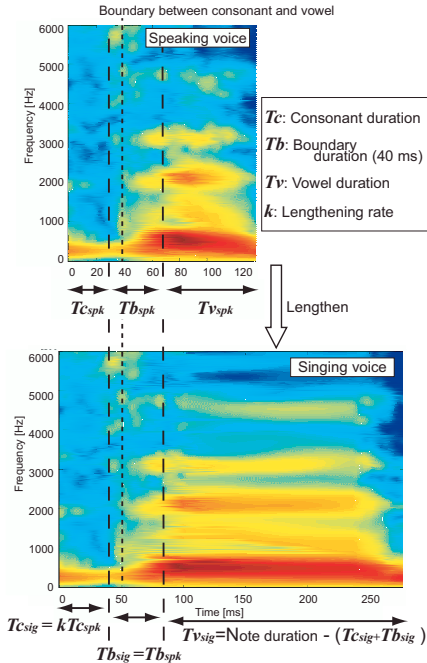 Boundary between consonant and vowel
Speaking voice
Frequency [Hz]
6000
5000
4000
3000
2000
1000
0
0 20 40 60 80 100 120
Tc: Consonant duration
Tb: Boundary
duration (40 ms)
Tv: Vowel duration
k: Lengthening rate
Tcspk Tbspk Tvspk
Lengthen
Singing voice
Frequency [Hz]
6000
5000
4000
3000
2000
1000
0
0 50 100 150 200 250
Time [ms]
Tcsig = kTcspk
Tvsig=Note duration - (Tcsig+Tbsig)
Tbsig=Tbspk